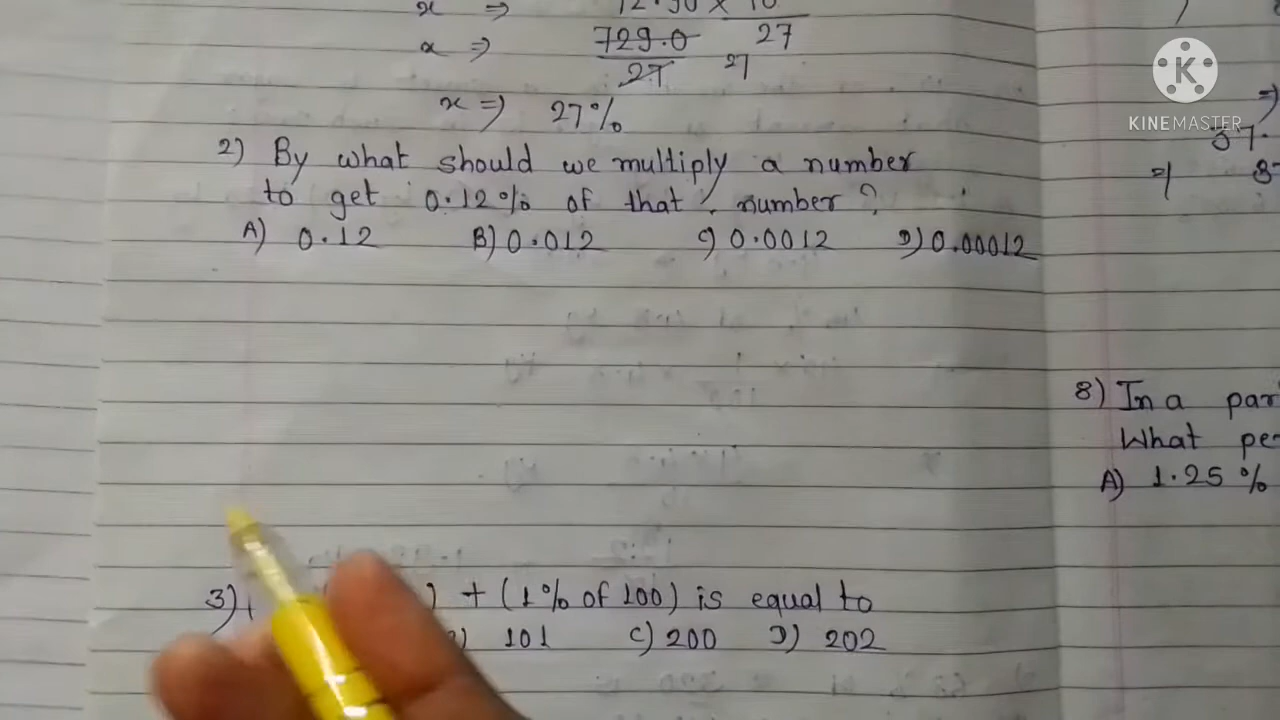 x ⇒
x ⇒ 729.0 27
27 27
x ⇒ 27%
2) By what should we multiply a number
to get 0.12% of that number?
A) 0.12 B) 0.012 C) 0.0012 D) 0.00012
3) + (1% of 100) is equal to
101 C) 200 D) 202
KINEMASTER
8) In a
What
A) 1.25 %